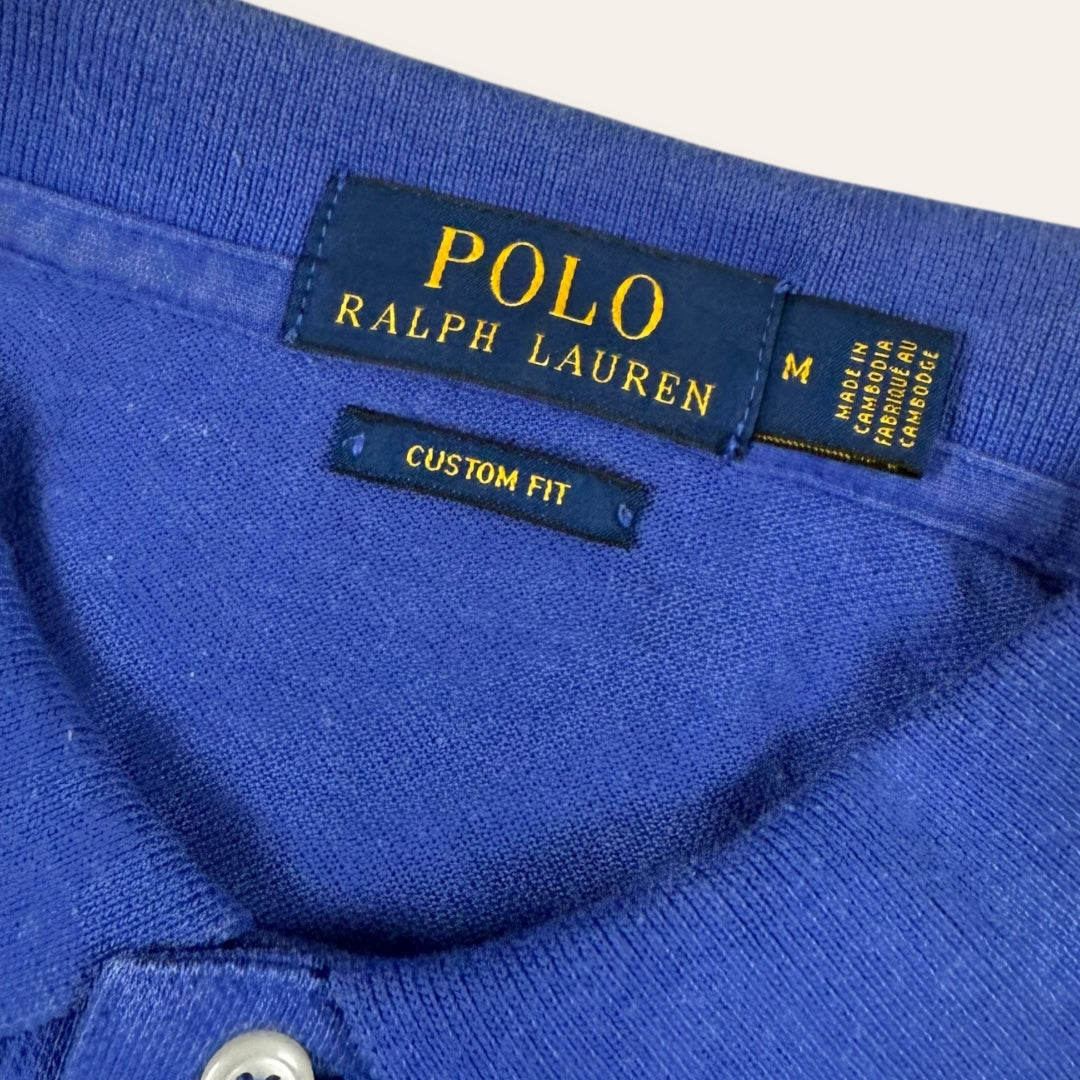 POLO
RALPH LAUREN
M
MADE IN
CAMBODIA
FABRIQUÉ AU
CAMBODGE
CUSTOM FIT